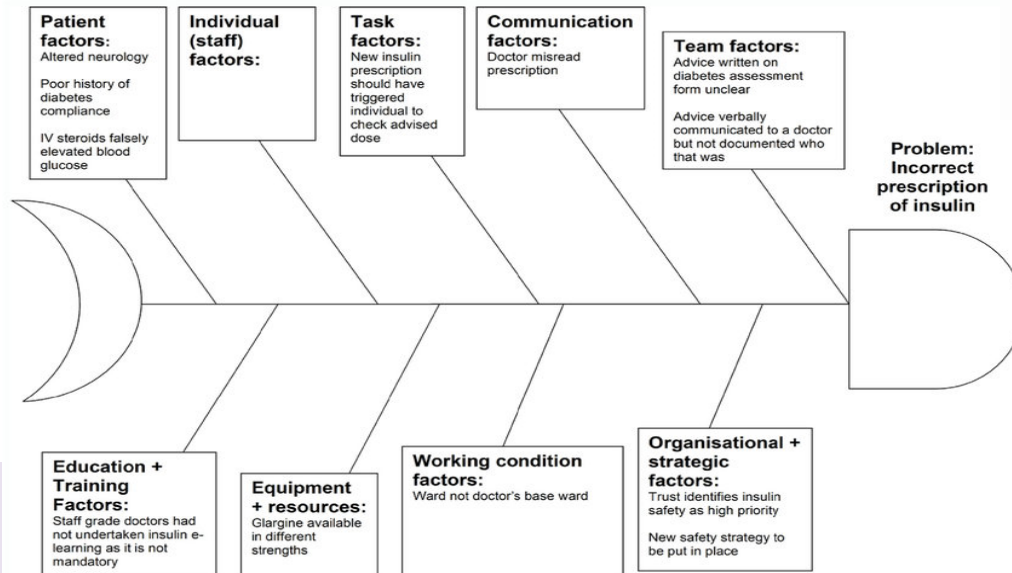 Patient
factors:
Altered neurology
Poor history of
diabetes
compliance
IV steroids falsely
elevated blood
glucose
Individual
(staff)
factors:
Task
factors:
New insulin
prescription
should have
triggered
individual to
check advised
dose
Communication
factors:
Doctor misread
prescription
Team factors:
Advice written on
diabetes assessment
form unclear
Advice verbally
communicated to a doctor
but not documented who
that was
Problem:
Incorrect
prescription
of insulin
Education +
Training
Factors:
Staff grade doctors had
not undertaken insulin e-
learning as it is not
mandatory
Equipment
+ resources:
Glargine available
in different
strengths
Working condition
factors:
Ward not doctor's base ward
Organisational +
strategic
factors:
Trust identifies insulin
safety as high priority
New safety strategy to
be put in place